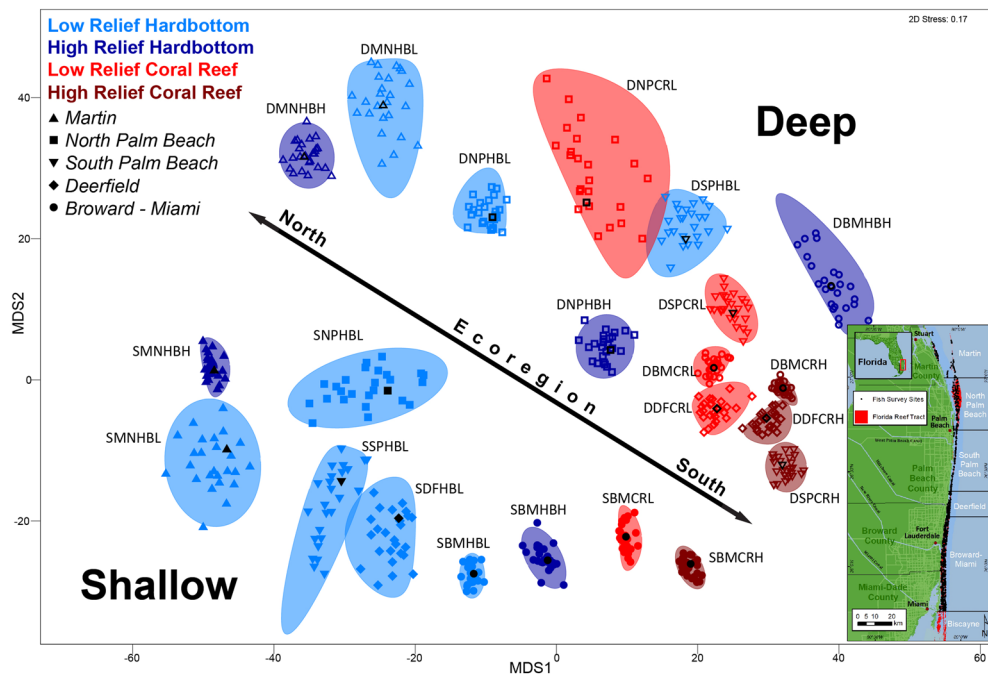 2D Stress: 0.17
Low Relief Hardbottom
High Relief Hardbottom
Low Relief Coral Reef
High Relief Coral Reef
Martin
North Palm Beach
South Palm Beach
Deerfield
Broward - Miami
DMNHBL
DMNHBH
DNPHBL
DNPCRL
Deep
DSPHBL
DBMHBH
North
Ecoregion
South
DNPHBH
DSPCRL
DBMCRL
DBMCRH
DDFCRL
DDFCRH
DSPCRH
SMNHBH
SNPHBL
SMNHBL
SSPHBL
SDFHBL
SBMHBL
SBMHBH
SBMCRL
SBMCRH
Shallow
40
20
0
-20
MDS2
-60
-40
-20
0
20
40
60
MDS1
Florida
Stuart
Martin County
Martin
Fish Survey Sites
Florida Reef Tract
North Palm Beach
Palm Beach
South Palm Beach
Palm Beach County
Deerfield
Broward County
Fort Lauderdale
Broward-Miami
Miami-Dade County
Miami
Biscayne
0 5 10 20
km
N